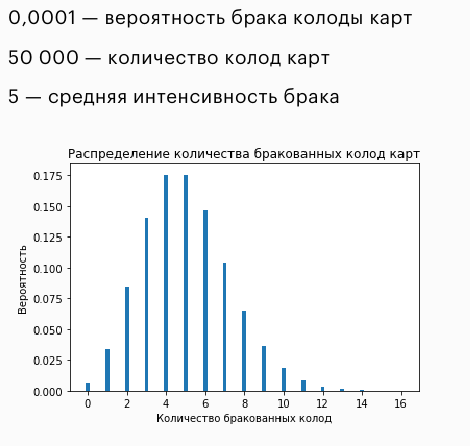 0,0001 — вероятность брака колоды карт
50 000 — количество колод карт
5 — средняя интенсивность брака
Распределение количества бракованных колод карт
0.175
0.150
0.125
0.100
0.075
0.050
0.025
0.000
Вероятность
0 2 4 6 8 10 12 14 16
Количество бракованных колод